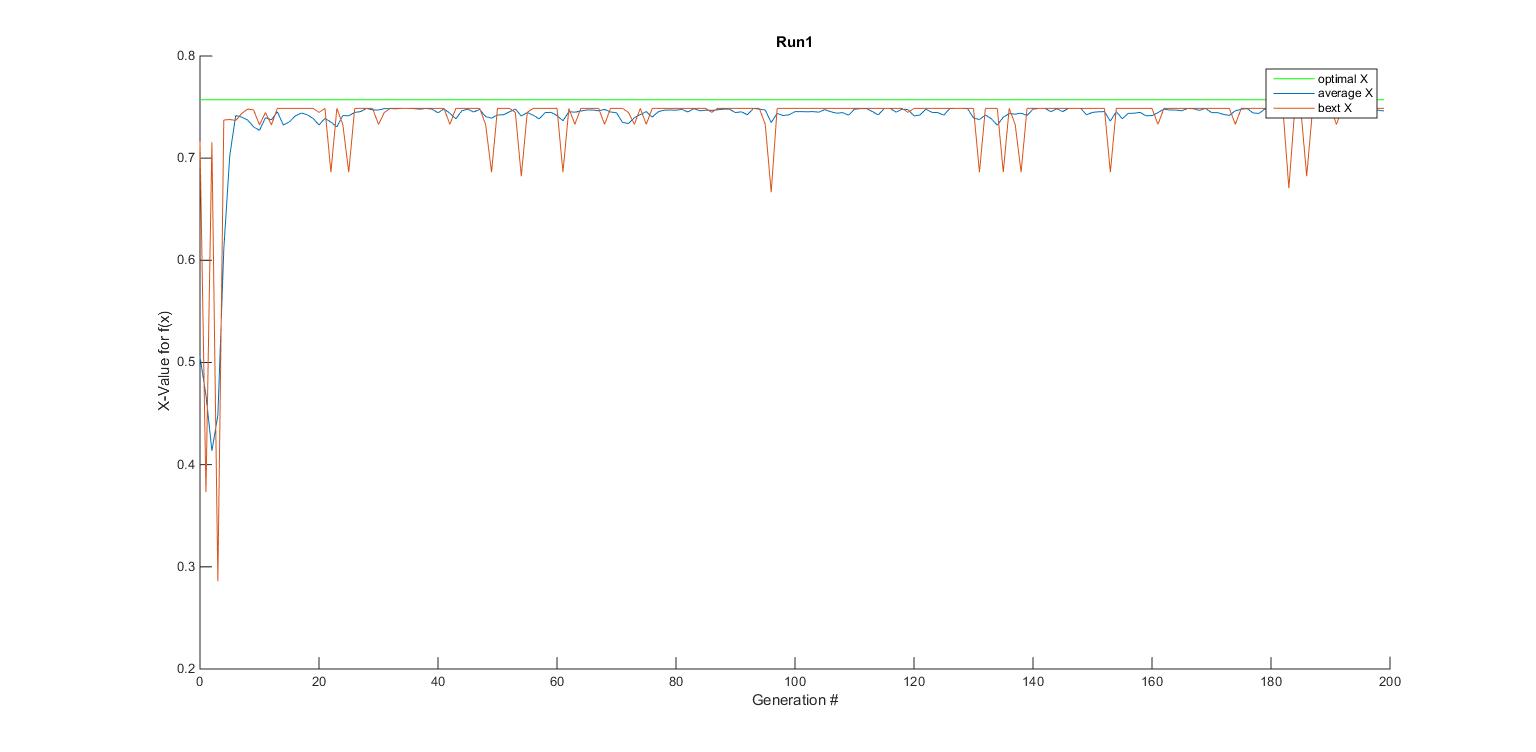 Run1
0.8
0.7
0.6
0.5
0.4
0.3
0.2
X-Value for f(x)
optimal X
average X
bext X
0 20 40 60 80 100 120 140 160 180 200
Generation #